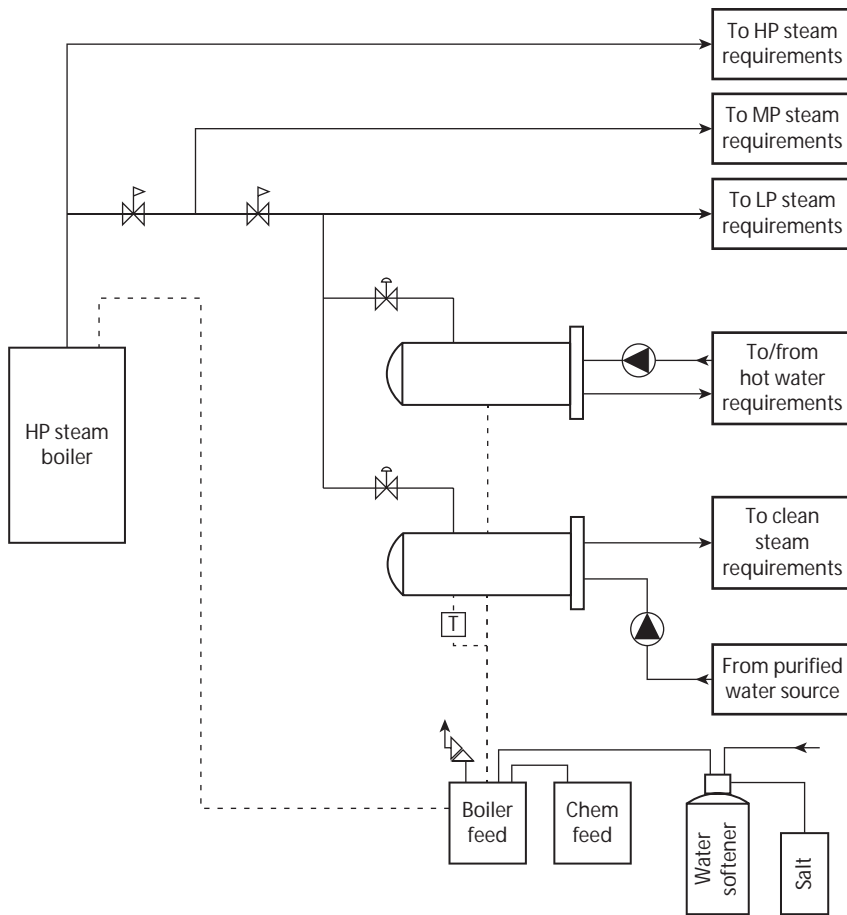 To HP steam
requirements
To MP steam
requirements
To LP steam
requirements
To/from
hot water
requirements
HP steam
boiler
To clean
steam
requirements
T
From purified
water source
Boiler
feed
Chem
feed
Water
softener
Salt